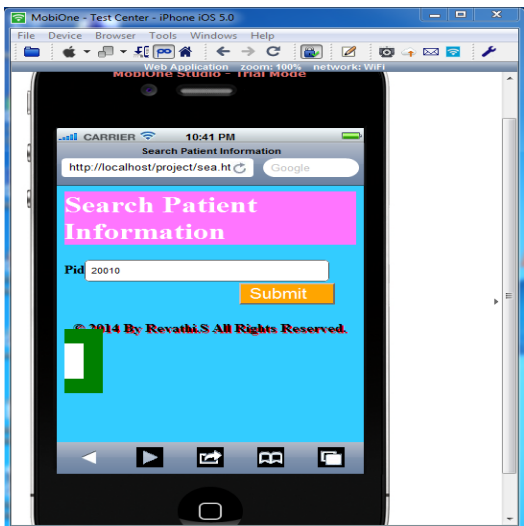 MobiOne - Test Center - iPhone iOS 5.0
File Device Browser Tools Windows Help
Web Application zoom: 100% network: WiFi
MobiOne Studio - Trial Mode
CARRIER 10:41 PM
Search Patient Information
http://localhost/project/sea.ht Google
Search Patient
Information
Pid 20010
Submit
© 2014 By Revathi.S All Rights Reserved.